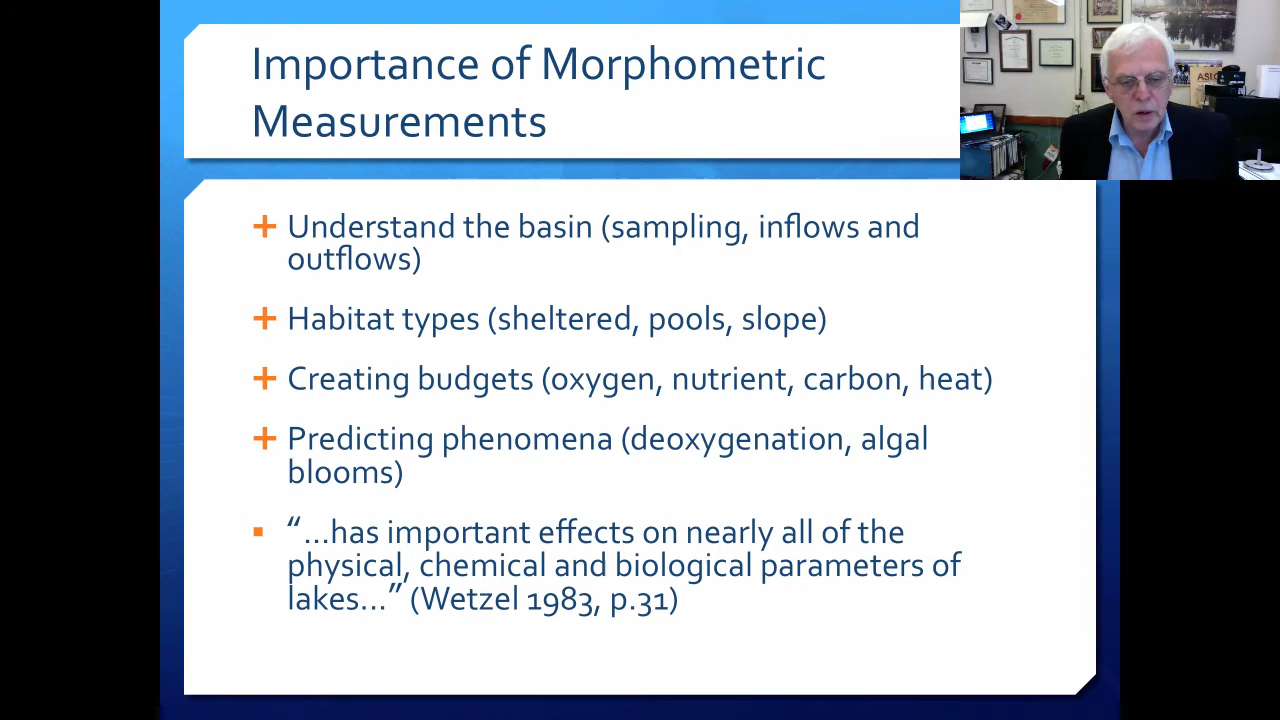 Importance of Morphometric
Measurements
+ Understand the basin (sampling, inflows and
outflows)
+ Habitat types (sheltered, pools, slope)
+ Creating budgets (oxygen, nutrient, carbon, heat)
+ Predicting phenomena (deoxygenation, algal
blooms)
▪ “…has important effects on nearly all of the
physical, chemical and biological parameters of
lakes…” (Wetzel 1983, p.31)